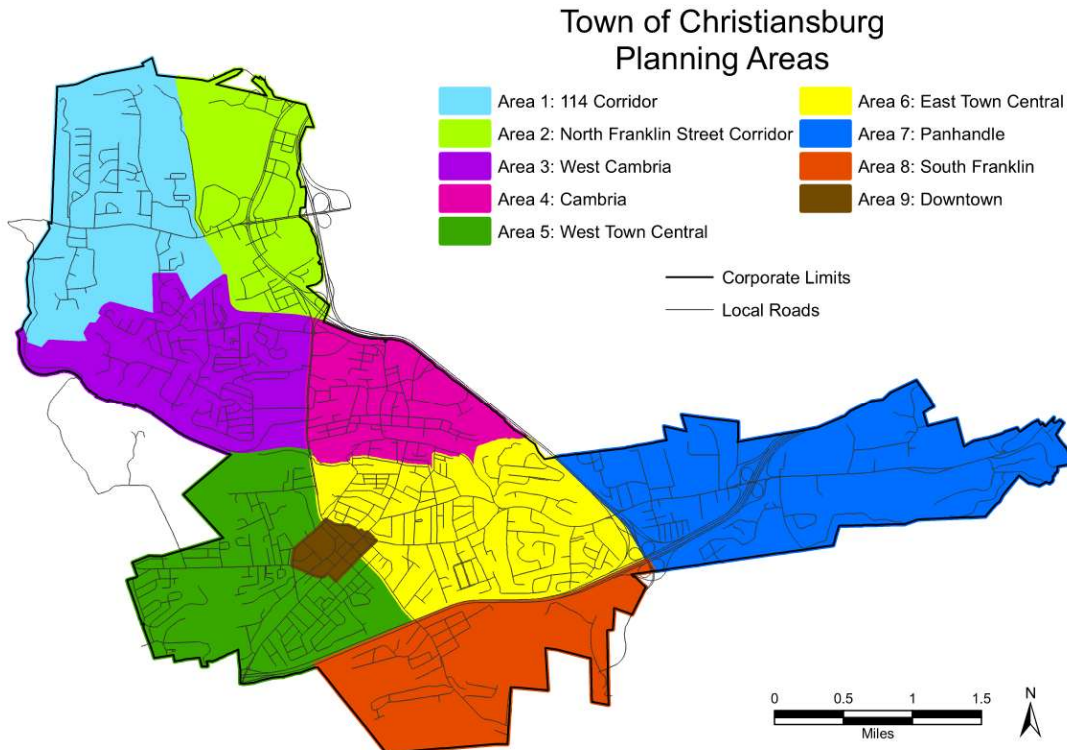 Town of Christiansburg
Planning Areas
Area 1: 114 Corridor
Area 2: North Franklin Street Corridor
Area 3: West Cambria
Area 4: Cambria
Area 5: West Town Central
Area 6: East Town Central
Area 7: Panhandle
Area 8: South Franklin
Area 9: Downtown
Corporate Limits
Local Roads
0 0.5 1 1.5
Miles
N